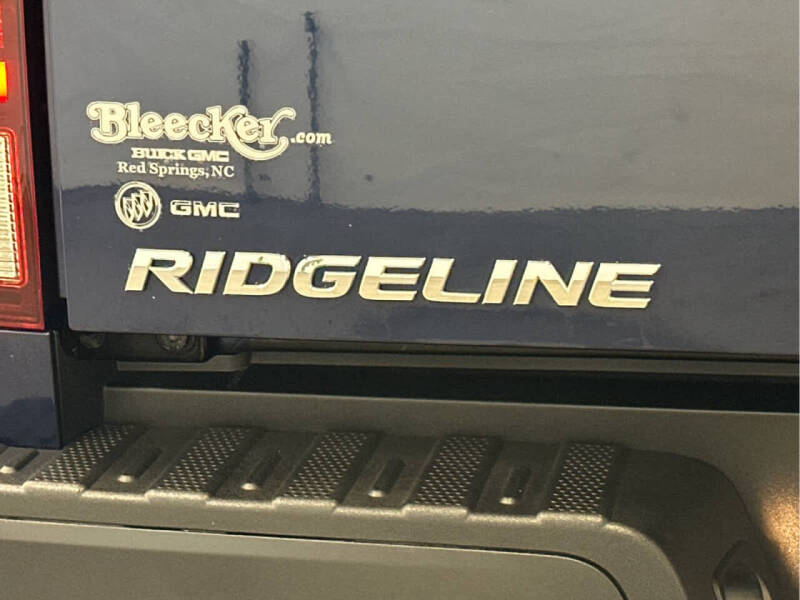 Bleecker.com
BUICK GMC
Red Springs, NC
GMC
RIDGELINE